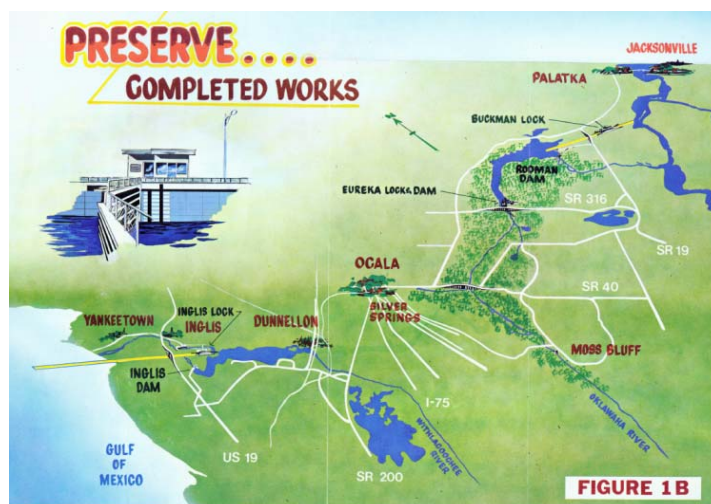 PRESERVE....
COMPLETED WORKS
JACKSONVILLE
PALATKA
BUCKMAN LOCK
RODMAN
DAM
EUREKA LOCK & DAM
SR 316
SR 19
OCALA
SILVER
SPRINGS
SR 40
YANKEETOWN
INGLIS LOCK
INGLIS
DUNNELLON
MOSS BLUFF
INGLIS
DAM
I-75
OKLAWAHA RIVER
WITHLACOOCHEE
RIVER
GULF
OF
MEXICO
US 19
SR 200
FIGURE 1B